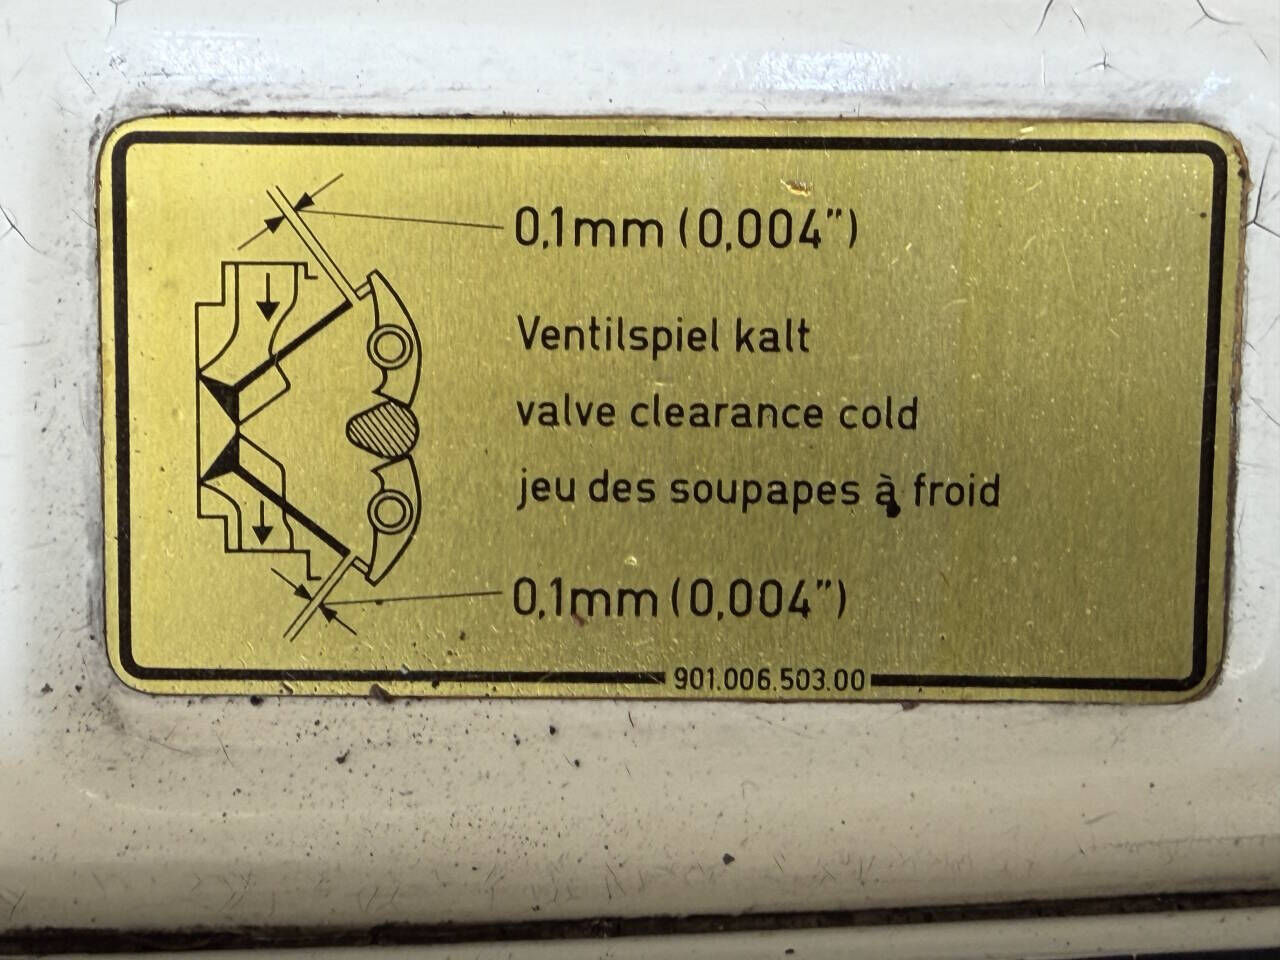 0,1mm (0,004")
Ventilspiel kalt
valve clearance cold
jeu des soupapes à froid
0,1mm (0,004")
901.006.503.00